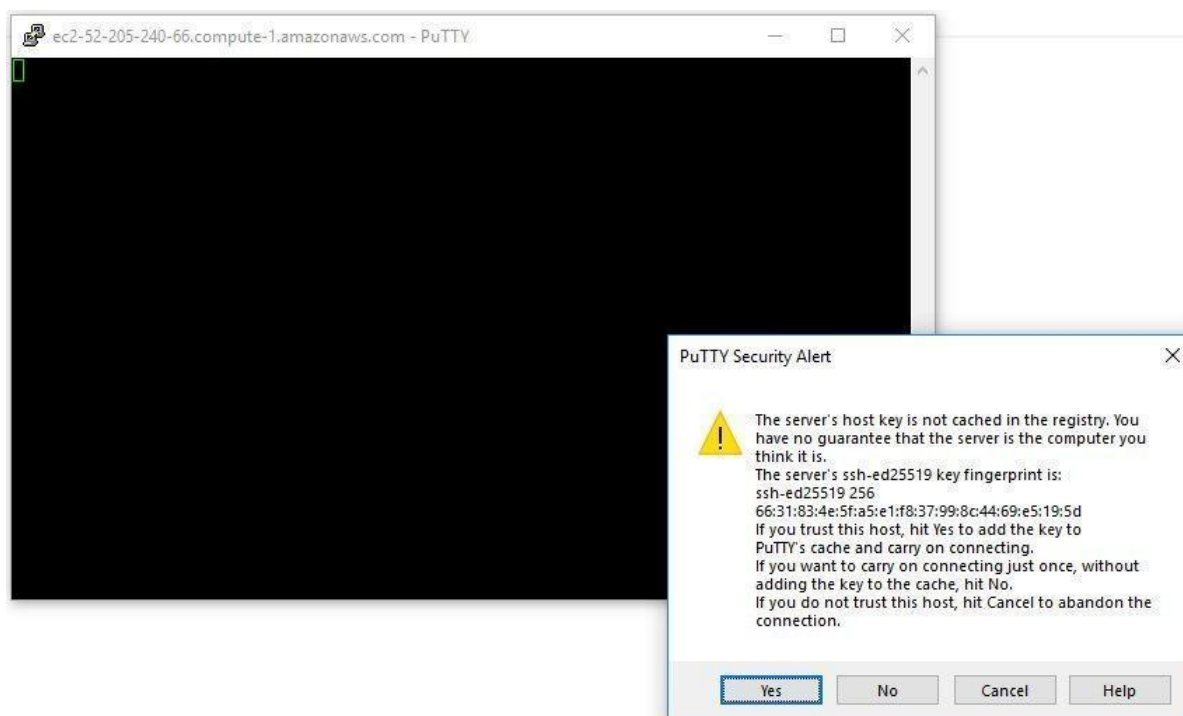 ec2-52-205-240-66.compute-1.amazonaws.com - PuTTY
PuTTY Security Alert
The server's host key is not cached in the registry. You
have no guarantee that the server is the computer you
think it is.
The server's ssh-ed25519 key fingerprint is:
ssh-ed25519 256
66:31:83:4e:5f:a5:e1:f8:37:99:8c:44:69:e5:19:5d
If you trust this host, hit Yes to add the key to
PuTTY's cache and carry on connecting.
If you want to carry on connecting just once, without
adding the key to the cache, hit No.
If you do not trust this host, hit Cancel to abandon the
connection.
Yes No Cancel Help